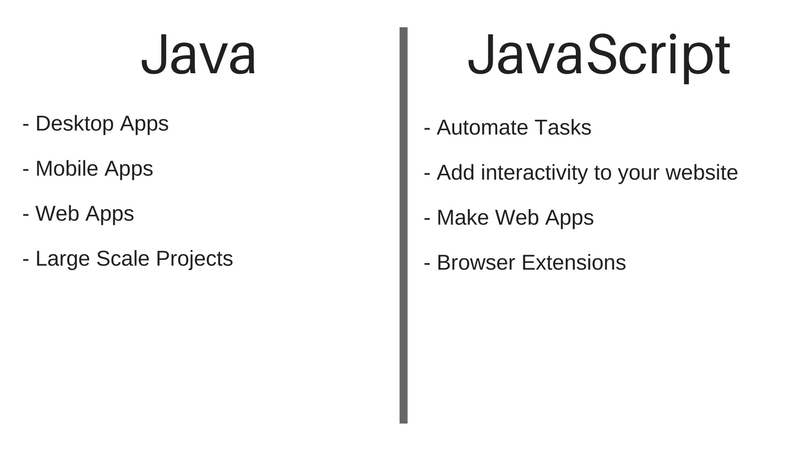 Java
- Desktop Apps
- Mobile Apps
- Web Apps
- Large Scale Projects
JavaScript
- Automate Tasks
- Add interactivity to your website
- Make Web Apps
- Browser Extensions